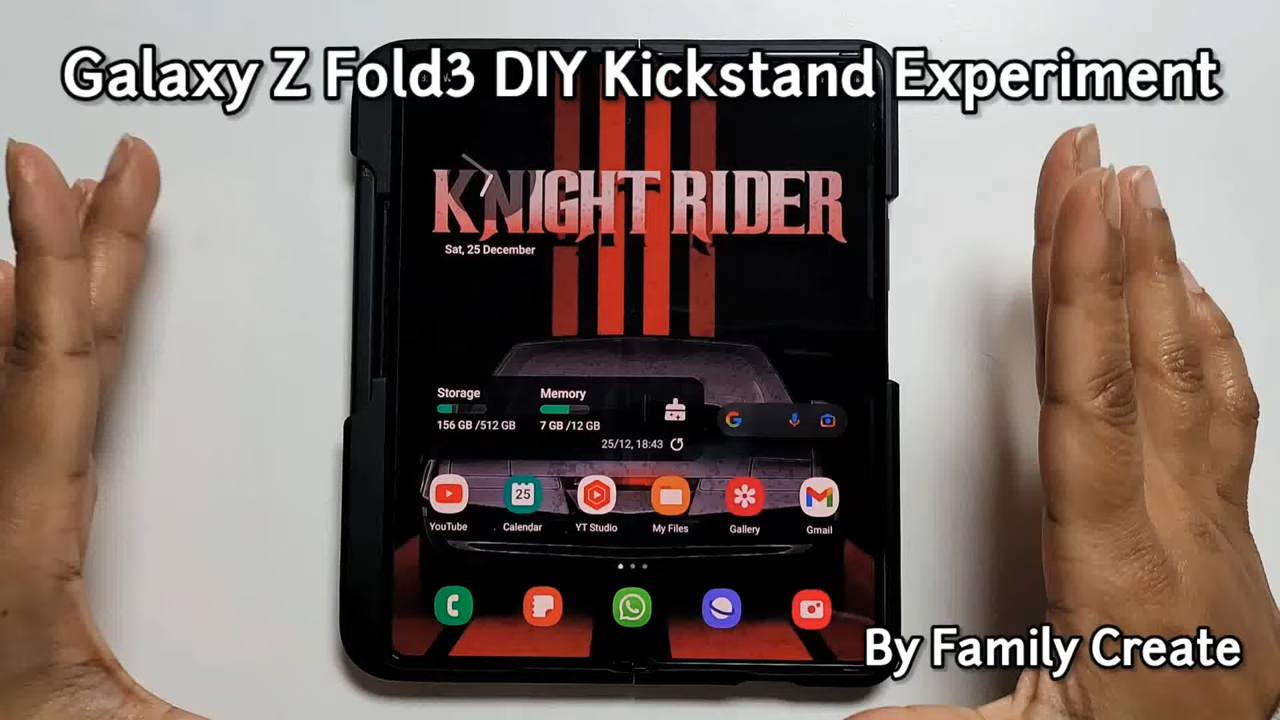 Galaxy Z Fold3 DIY Kickstand Experiment
KNIGHT RIDER
Sat, 25 December
Storage
Memory
156 GB /512 GB
7 GB /12 GB
25/12, 18:43
G
25
YouTube
Calendar
YT Studio
My Files
Gallery
Gmail
By Family Create